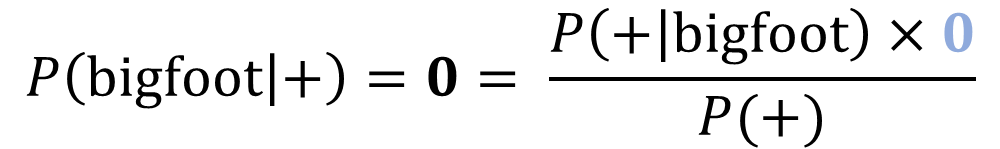 P(bigfoot|+) = 0 = P(+|bigfoot) × 0 / P(+)